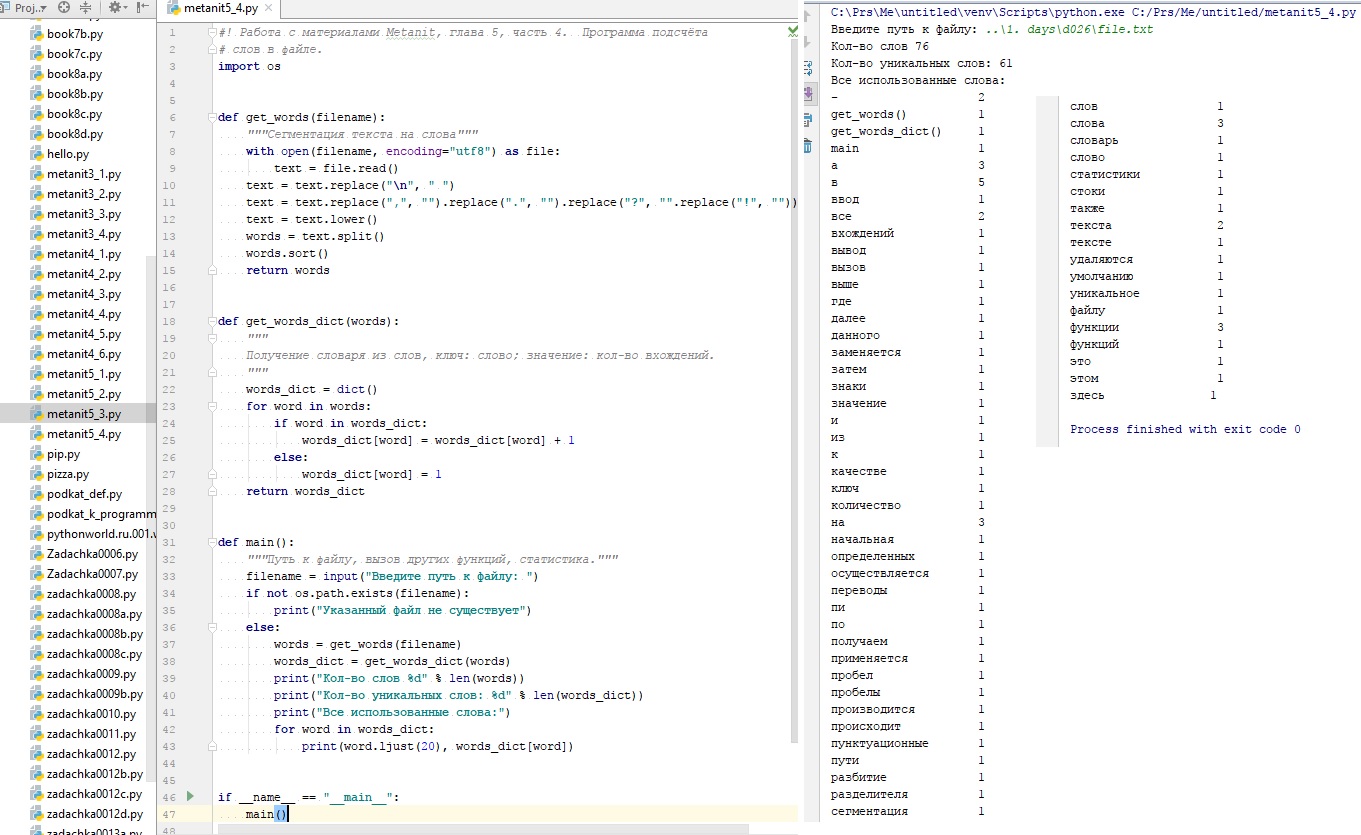 Proj...
book7b.py
book7c.py
book8a.py
book8b.py
book8c.py
book8d.py
hello.py
metanit3_1.py
metanit3_2.py
metanit3_3.py
metanit3_4.py
metanit4_1.py
metanit4_2.py
metanit4_3.py
metanit4_4.py
metanit4_5.py
metanit4_6.py
metanit5_1.py
metanit5_2.py
metanit5_3.py
metanit5_4.py
pip.py
pizza.py
podkat_def.py
podkat_k_programm
pythonworld.ru.001.v
Zadachka0006.py
Zadachka0007.py
zadachka0008.py
zadachka0008a.py
zadachka0008b.py
zadachka0008c.py
zadachka0009.py
zadachka0009b.py
zadachka0010.py
zadachka0011.py
zadachka0012.py
zadachka0012b.py
zadachka0012c.py
zadachka0012d.py
zadachka0013a.py
metanit5_4.py
1 #! Работа с материалами Metanit, глава 5, часть 4. Программа подсчёта
2 # слов в файле.
3 import os
4
5
6 def get_words(filename):
7 """Сегментация текста на слова"""
8 with open(filename, encoding="utf8") as file:
9 text = file.read()
10 text = text.replace("\n", " ")
11 text = text.replace(",", "").replace(".", "").replace("?", "".replace("!", ""))
12 text = text.lower()
13 words = text.split()
14 words.sort()
15 return words
16
17
18 def get_words_dict(words):
19 """
20 Получение словаря из слов, ключ: слово; значение: кол-во вхождений.
21 """
22 words_dict = dict()
23 for word in words:
24 if word in words_dict:
25 words_dict[word] = words_dict[word] + 1
26 else:
27 words_dict[word] = 1
28 return words_dict
29
30
31 def main():
32 """Путь к файлу, вызов других функций, статистика."""
33 filename = input("Введите путь к файлу: ")
34 if not os.path.exists(filename):
35 print("Указанный файл не существует")
36 else:
37 words = get_words(filename)
38 words_dict = get_words_dict(words)
39 print("Кол-во слов %d" % len(words))
40 print("Кол-во уникальных слов: %d" % len(words_dict))
41 print("Все использованные слова:")
42 for word in words_dict:
43 print(word.ljust(20), words_dict[word])
44
45
46 if __name__ == "__main__":
47 main()
48
C:\Prs\Me\untitled\venv\Scripts\python.exe C:/Prs/Me/untitled/metanit5_4.py
Введите путь к файлу: ..\1. days\d026\file.txt
Кол-во слов 76
Кол-во уникальных слов: 61
Все использованные слова:
- 2
get_words() 1
get_words_dict() 1
main 1
а 3
в 5
ввод 1
все 2
вхождений 1
вывод 1
вызов 1
выше 1
где 1
далее 1
данного 1
заменяется 1
затем 1
знаки 1
значение 1
и 1
из 1
к 1
качестве 1
ключ 1
количество 1
на 3
начальная 1
определенных 1
осуществляется 1
переводы 1
пи 1
по 1
получаем 1
применяется 1
пробел 1
пробелы 1
производится 1
происходит 1
пунктуационные 1
пути 1
разбитие 1
разделителя 1
сегментация 1
слов 1
слова 3
словарь 1
слово 1
статистики 1
стоки 1
также 1
текста 2
тексте 1
удаляются 1
умолчанию 1
уникальное 1
файлу 1
функции 3
функций 1
это 1
этом 1
здесь 1
Process finished with exit code 0